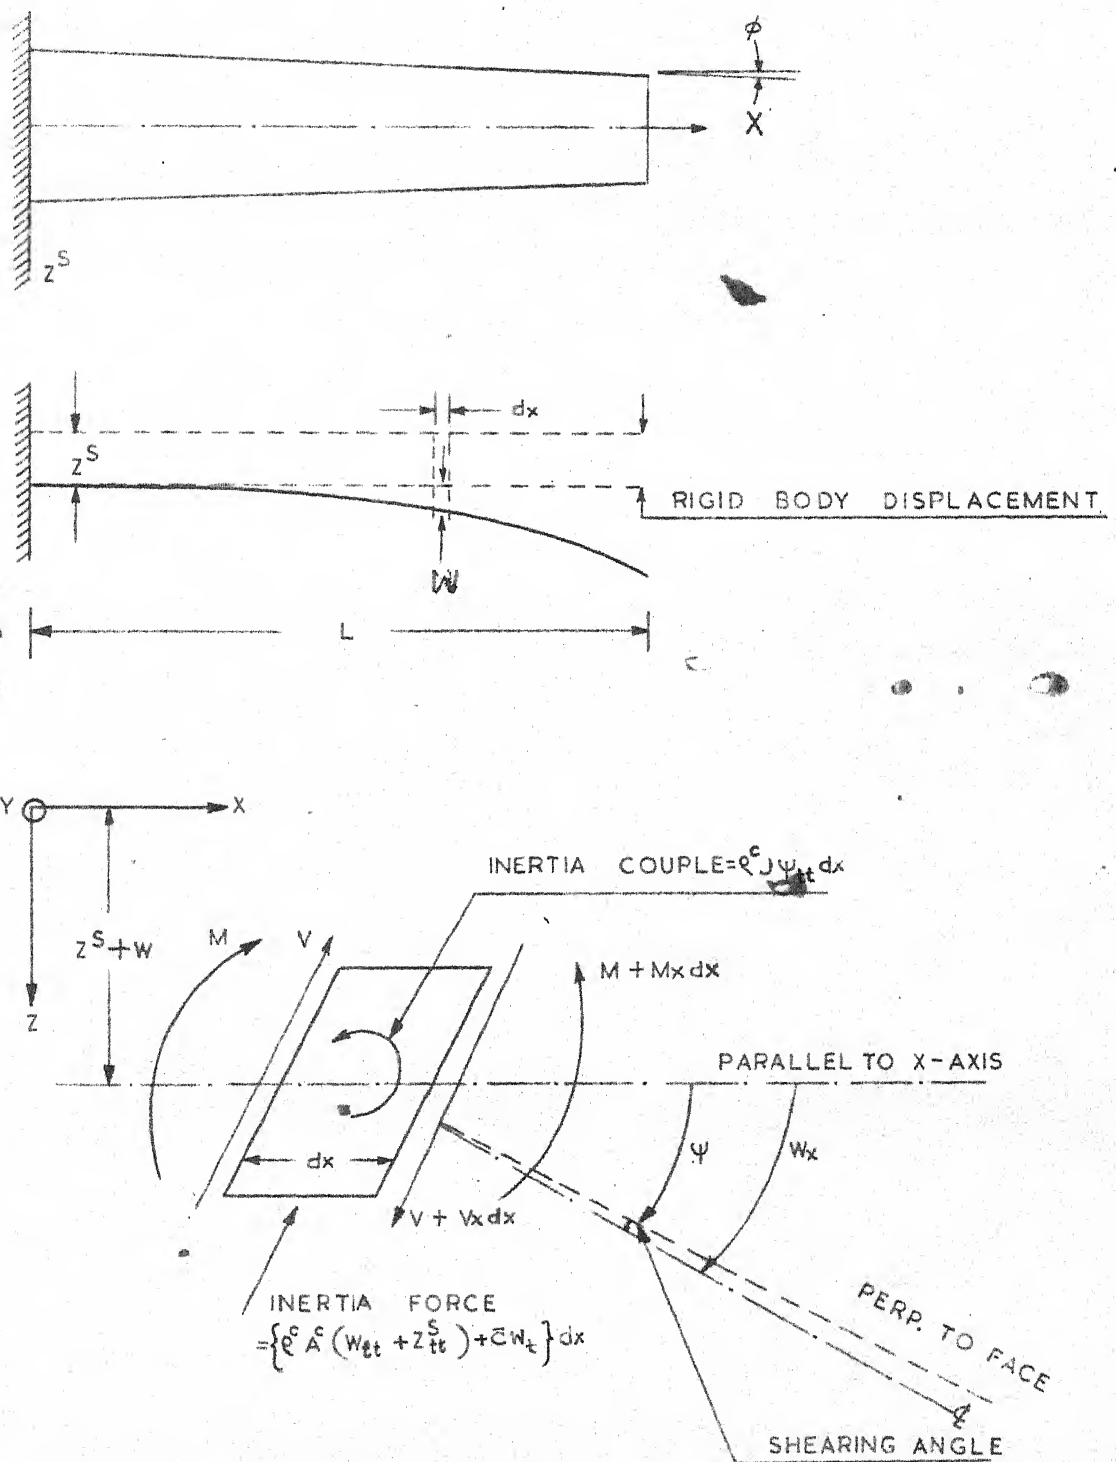 ϕ
X
Z^S
dx
Z^S
RIGID BODY DISPLACEMENT
W
L
Y
X
INERTIA COUPLE=ϱ^c J Ψ_tt dx
Z^S+W
M
V
M + Mx dx
Z
PARALLEL TO X-AXIS
dx
Ψ
Wx
V + Vx dx
INERTIA FORCE
={ϱ^c A^c (W_tt + Z^S_tt) + c̄ W_t} dx
PERP. TO FACE
℄
SHEARING ANGLE